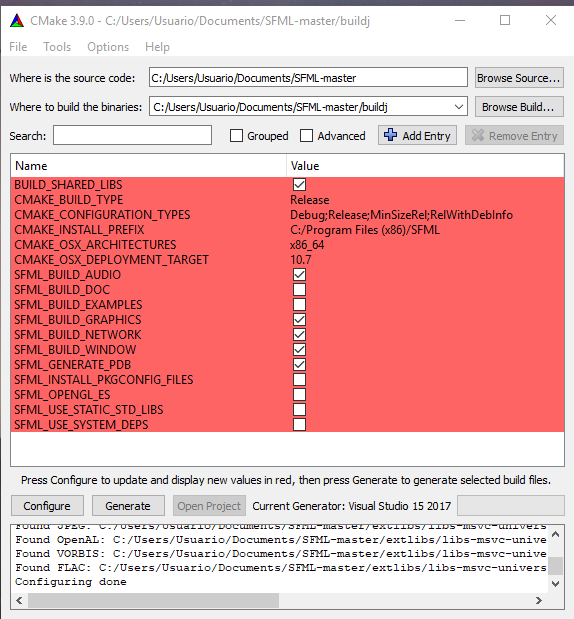 CMake 3.9.0 - C:/Users/Usuario/Documents/SFML-master/buildj
File Tools Options Help
Where is the source code: C:/Users/Usuario/Documents/SFML-master Browse Source...
Where to build the binaries: C:/Users/Usuario/Documents/SFML-master/buildj Browse Build...
Search: Grouped Advanced Add Entry Remove Entry
Name Value
BUILD_SHARED_LIBS
CMAKE_BUILD_TYPE Release
CMAKE_CONFIGURATION_TYPES Debug;Release;MinSizeRel;RelWithDebInfo
CMAKE_INSTALL_PREFIX C:/Program Files (x86)/SFML
CMAKE_OSX_ARCHITECTURES x86_64
CMAKE_OSX_DEPLOYMENT_TARGET 10.7
SFML_BUILD_AUDIO
SFML_BUILD_DOC
SFML_BUILD_EXAMPLES
SFML_BUILD_GRAPHICS
SFML_BUILD_NETWORK
SFML_BUILD_WINDOW
SFML_GENERATE_PDB
SFML_INSTALL_PKGCONFIG_FILES
SFML_OPENGL_ES
SFML_USE_STATIC_STD_LIBS
SFML_USE_SYSTEM_DEPS
Press Configure to update and display new values in red, then press Generate to generate selected build files.
Configure Generate Open Project Current Generator: Visual Studio 15 2017
Found JPEG: C:/Users/Usuario/Documents/SFML-master/extlibs/libs-msvc-univers
Found OpenAL: C:/Users/Usuario/Documents/SFML-master/extlibs/libs-msvc-unive
Found VORBIS: C:/Users/Usuario/Documents/SFML-master/extlibs/libs-msvc-unive
Found FLAC: C:/Users/Usuario/Documents/SFML-master/extlibs/libs-msvc-univers
Configuring done